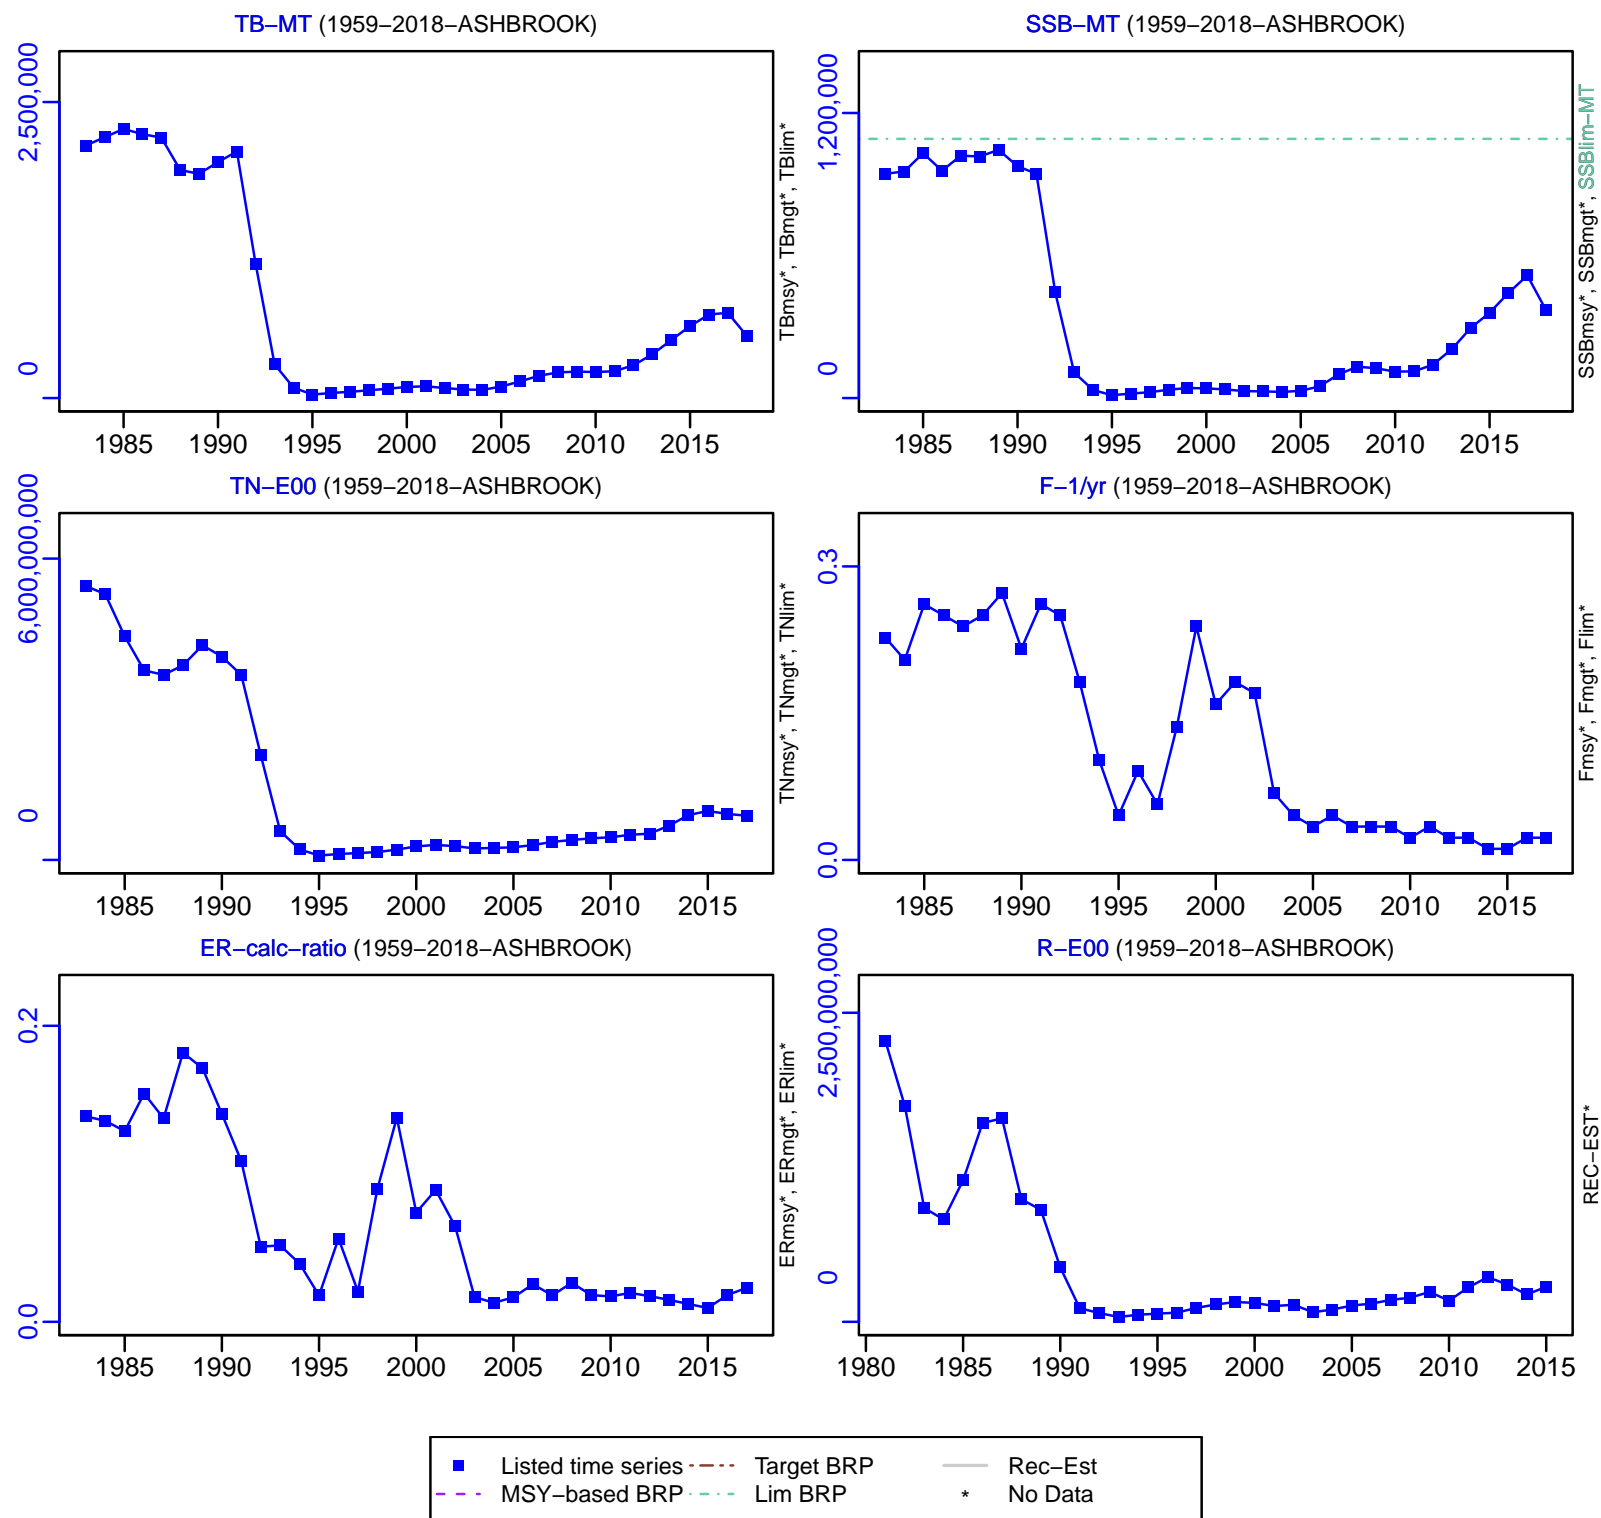 TB−MT (1959−2018−ASHBROOK)
2,500,000
0
1985 1990 1995 2000 2005 2010 2015
TBmsy*, TBmgt*, TBlim*
SSB−MT (1959−2018−ASHBROOK)
1,200,000
0
1985 1990 1995 2000 2005 2010 2015
SSBmsy*, SSBmgt*, SSBlim−MT
TN−E00 (1959−2018−ASHBROOK)
6,000,000,000
0
1985 1990 1995 2000 2005 2010 2015
TNmsy*, TNmgt*, TNlim*
F−1/yr (1959−2018−ASHBROOK)
0.3
0.0
1985 1990 1995 2000 2005 2010 2015
Fmsy*, Fmgt*, Flim*
ER−calc−ratio (1959−2018−ASHBROOK)
0.2
0.0
1985 1990 1995 2000 2005 2010 2015
ERmsy*, ERmgt*, ERlim*
R−E00 (1959−2018−ASHBROOK)
2,500,000,000
0
1980 1985 1990 1995 2000 2005 2010 2015
REC−EST*
Listed time series Target BRP Rec−Est
MSY−based BRP Lim BRP * No Data